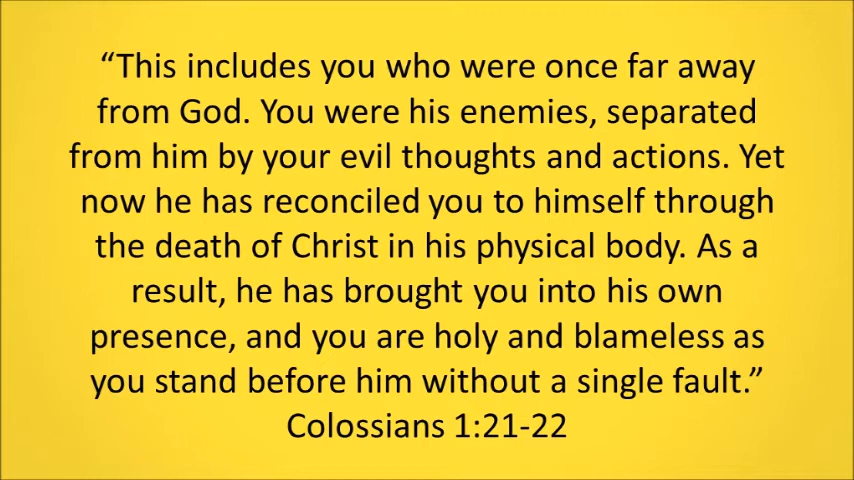 “This includes you who were once far away
from God. You were his enemies, separated
from him by your evil thoughts and actions. Yet
now he has reconciled you to himself through
the death of Christ in his physical body. As a
result, he has brought you into his own
presence, and you are holy and blameless as
you stand before him without a single fault.”
Colossians 1:21-22